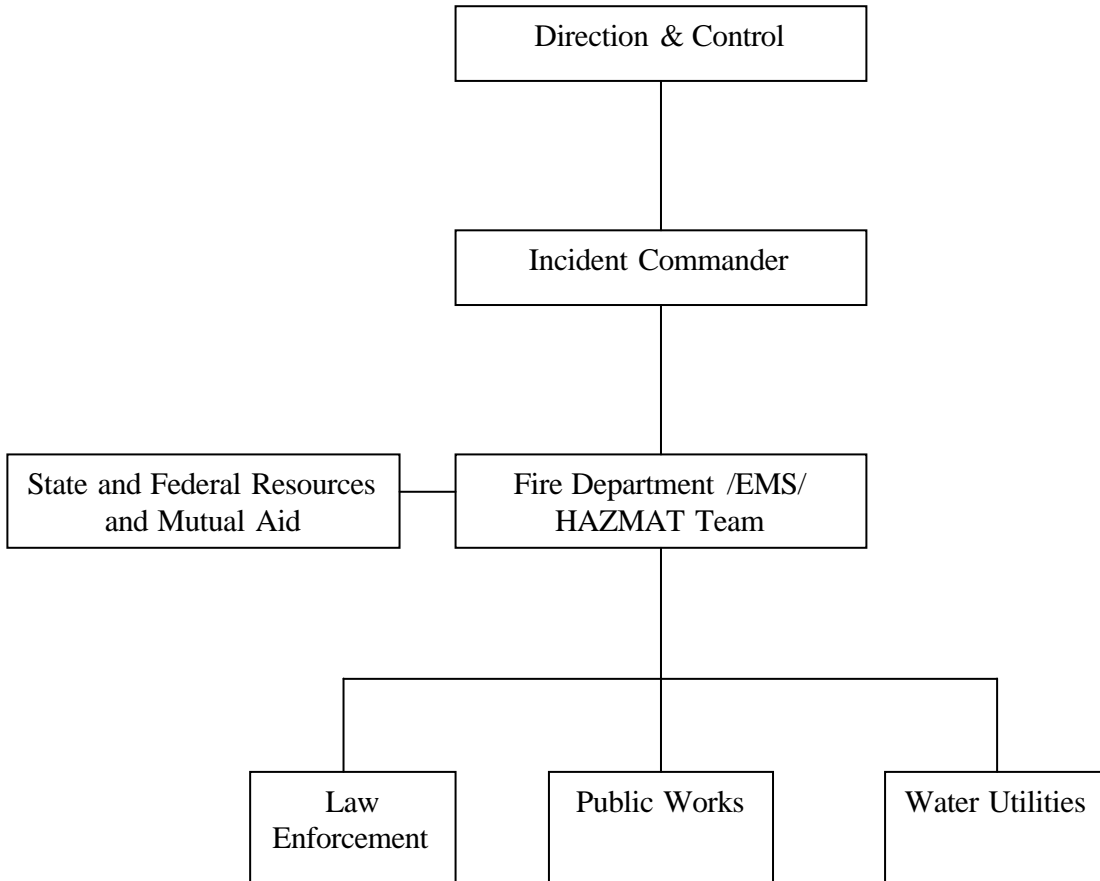 Direction & Control
Incident Commander
State and Federal Resources
and Mutual Aid
Fire Department /EMS/
HAZMAT Team
Law
Enforcement
Public Works
Water Utilities